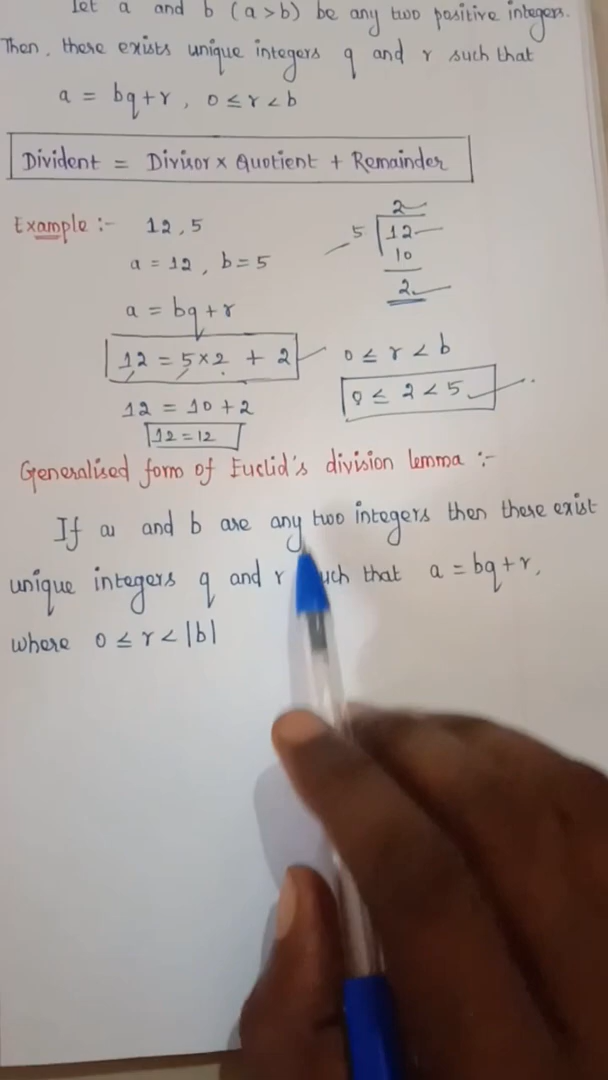 Let a and b (a > b) be any two positive integers.
Then, there exists unique integers q and r such that
a = bq + r, 0 ≤ r < b
Divident = Divisor × Quotient + Remainder
Example :- 12, 5
a = 12, b = 5
a = bq + r
12 = 5 × 2 + 2
12 = 10 + 2
12 = 12
2
5 12
10
2
0 ≤ r < b
0 ≤ 2 < 5
Generalised form of Euclid's division lemma :-
If a and b are any two integers then there exist
unique integers q and r such that a = bq + r,
where 0 ≤ r < |b|